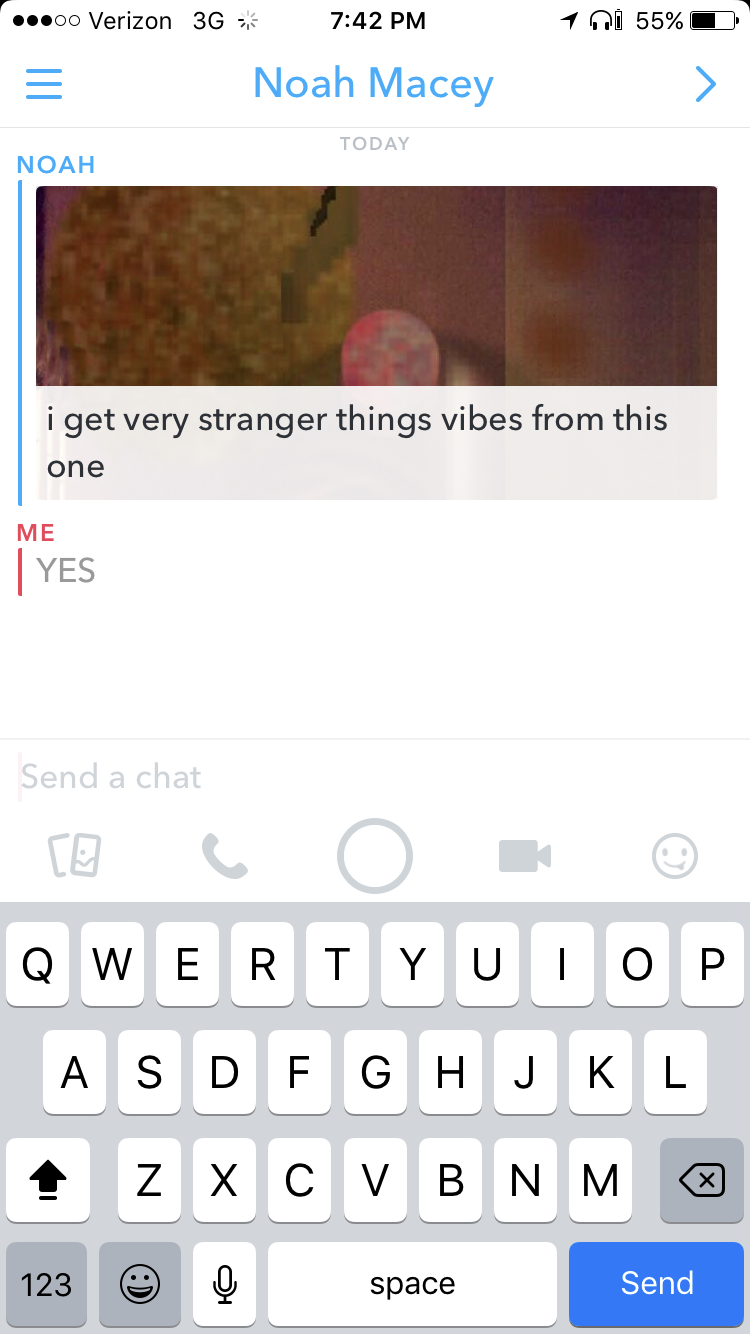 Verizon 3G 7:42 PM 55%
Noah Macey
TODAY
NOAH
i get very stranger things vibes from this
one
ME
YES
Send a chat
Q W E R T Y U I O P
A S D F G H J K L
Z X C V B N M
123 space Send